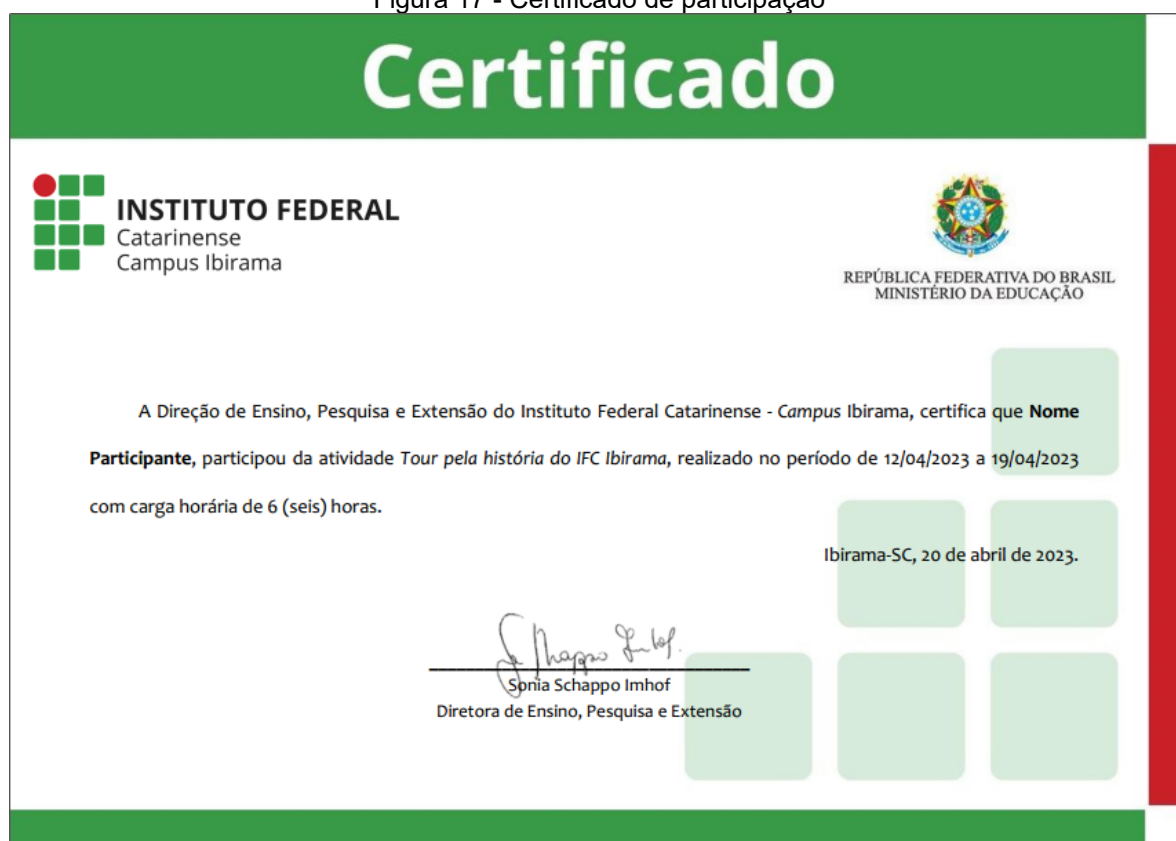 Figura 17 - Certificado de participação
Certificado
INSTITUTO FEDERAL
Catarinense
Campus Ibirama
REPÚBLICA FEDERATIVA DO BRASIL
MINISTÉRIO DA EDUCAÇÃO
A Direção de Ensino, Pesquisa e Extensão do Instituto Federal Catarinense - Campus Ibirama, certifica que Nome
Participante, participou da atividade Tour pela história do IFC Ibirama, realizado no período de 12/04/2023 a 19/04/2023
com carga horária de 6 (seis) horas.
Ibirama-SC, 20 de abril de 2023.
Sonia Schappo Imhof
Diretora de Ensino, Pesquisa e Extensão